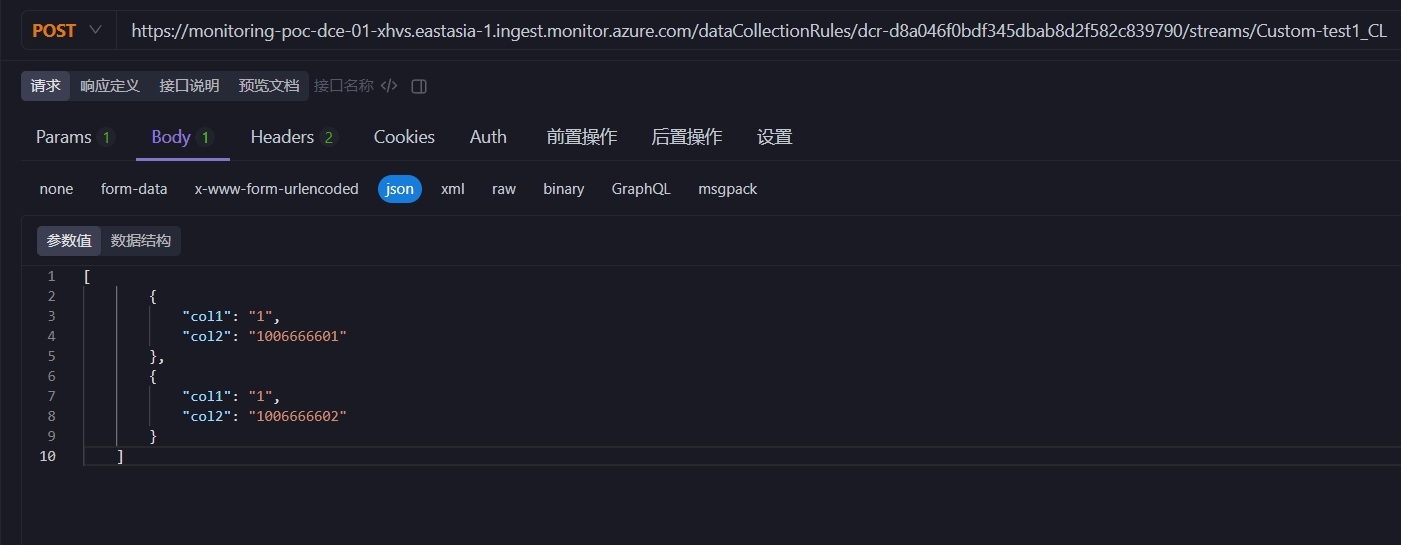 POST https://monitoring-poc-dce-01-xhvs.eastasia-1.ingest.monitor.azure.com/dataCollectionRules/dcr-d8a046f0bdf345dbab8d2f582c839790/streams/Custom-test1_CL
请求 响应定义 接口说明 预览文档 接口名称 </>
Params 1 Body 1 Headers 2 Cookies Auth 前置操作 后置操作 设置
none form-data x-www-form-urlencoded json xml raw binary GraphQL msgpack
参数值 数据结构
1 [
2 {
3 "col1": "1",
4 "col2": "1006666601"
5 },
6 {
7 "col1": "1",
8 "col2": "1006666602"
9 }
10 ]